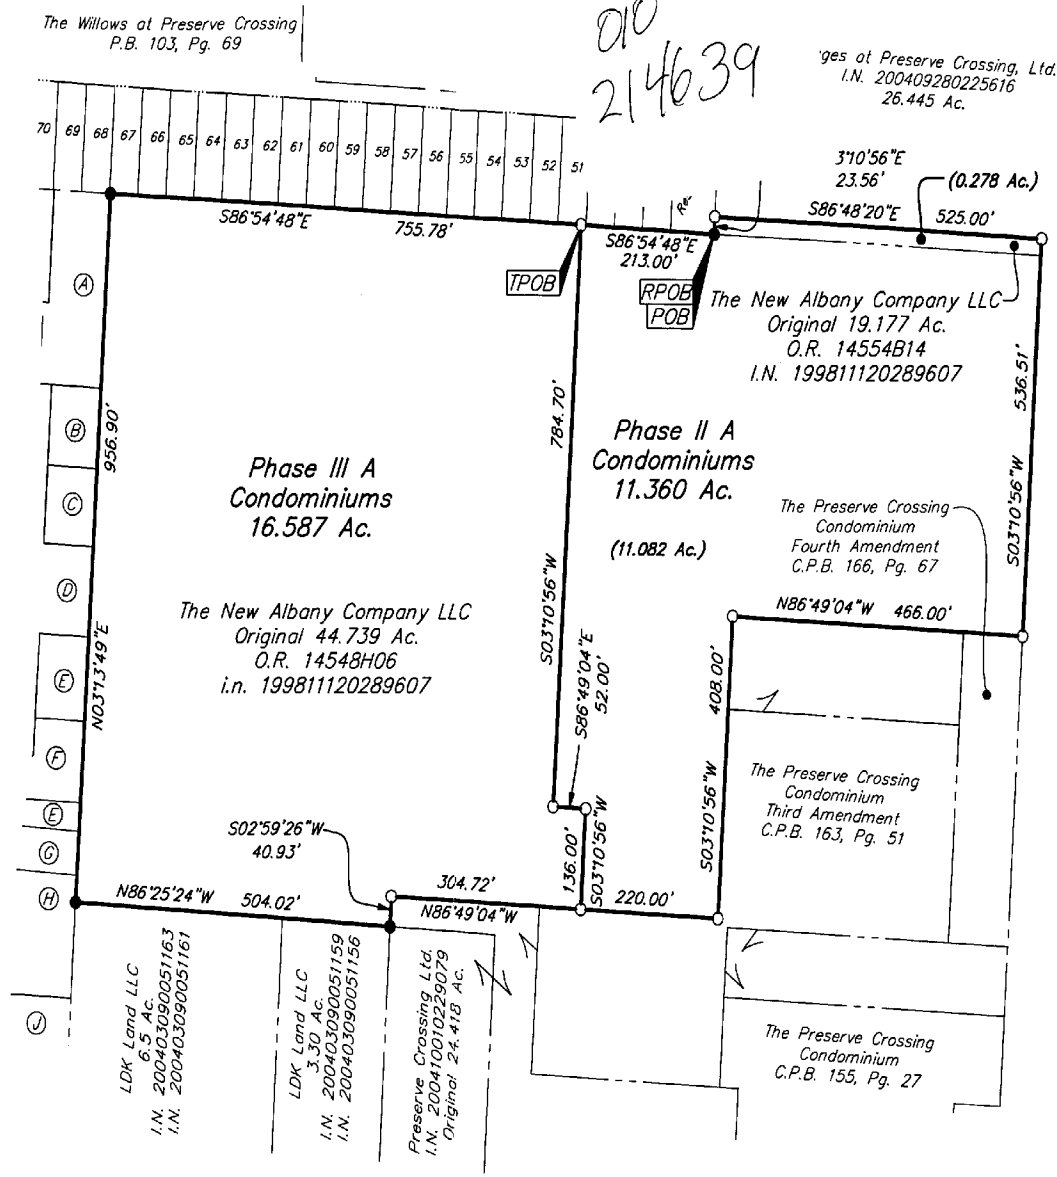 The Willows at Preserve Crossing
P.B. 103, Pg. 69
010
214639
ges at Preserve Crossing, Ltd.
I.N. 200409280225616
26.445 Ac.
70 69 68 67 66 65 64 63 62 61 60 59 58 57 56 55 54 53 52 51
3°10'56"E
23.56'
(0.278 Ac.)
S86°54'48"E
755.78'
S86°54'48"E
213.00'
S86°48'20"E 525.00'
TPOB
RPOB
POB
The New Albany Company LLC
Original 19.177 Ac.
O.R. 14554B14
I.N. 199811120289607
536.51'
S03°10'56"W
A
B
C
D
E
F
E
G
H
J
956.90'
N03°13'49"E
784.70'
S03°10'56"W
Phase III A
Condominiums
16.587 Ac.
Phase II A
Condominiums
11.360 Ac.
(11.082 Ac.)
The Preserve Crossing
Condominium
Fourth Amendment
C.P.B. 166, Pg. 67
The New Albany Company LLC
Original 44.739 Ac.
O.R. 14548H06
i.n. 199811120289607
N86°49'04"W 466.00'
S86°49'04"E
52.00'
408.00'
S03°10'56"W
The Preserve Crossing
Condominium
Third Amendment
C.P.B. 163, Pg. 51
S02°59'26"W
40.93'
136.00'
S03°10'56"W
N86°25'24"W 504.02'
304.72'
N86°49'04"W
220.00'
LDK Land LLC
6.5 Ac.
I.N. 200403090051163
I.N. 200403090051161
LDK Land LLC
3.30 Ac.
I.N. 200403090051159
I.N. 200403090051156
Preserve Crossing Ltd.
I.N. 200410010229079
Original 24.418 Ac.
The Preserve Crossing
Condominium
C.P.B. 155, Pg. 27